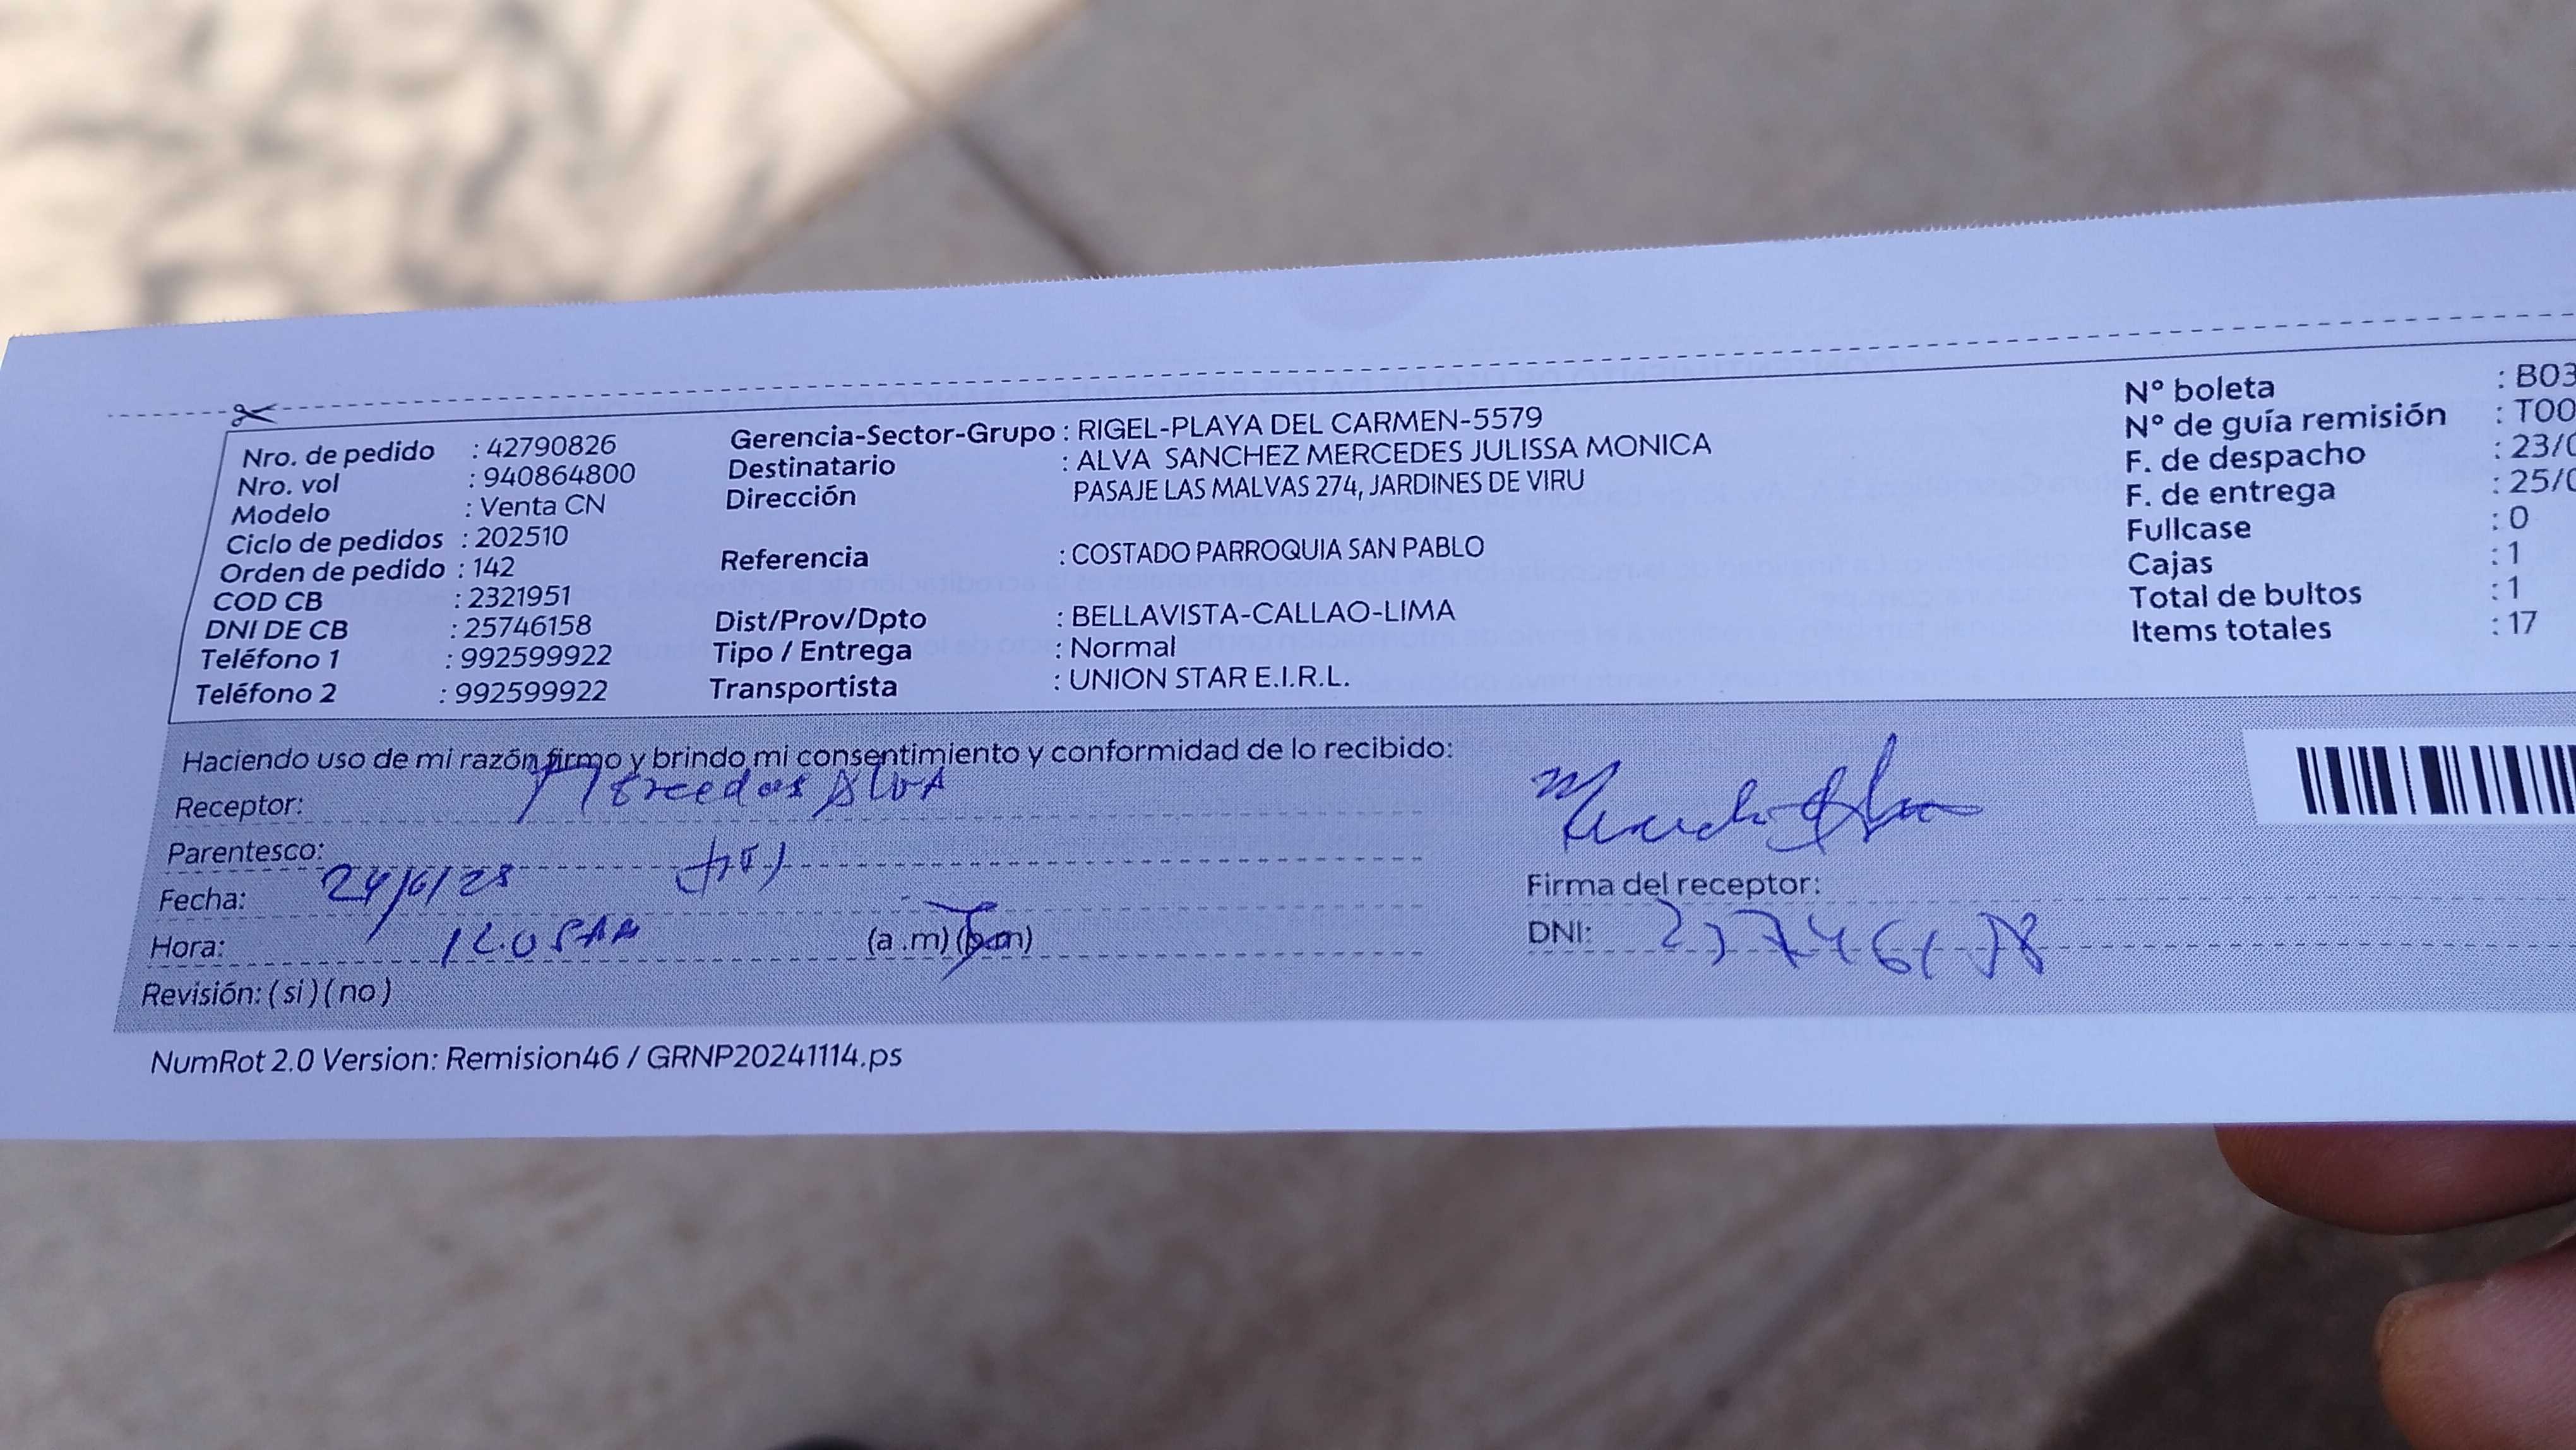 Nro. de pedido : 42790826
Nro. vol : 940864800
Modelo : Venta CN
Ciclo de pedidos : 202510
Orden de pedido : 142
COD CB : 2321951
DNI DE CB : 25746158
Teléfono 1 : 992599922
Teléfono 2 : 992599922
Gerencia-Sector-Grupo : RIGEL-PLAYA DEL CARMEN-5579
Destinatario : ALVA SANCHEZ MERCEDES JULISSA MONICA
Dirección PASAJE LAS MALVAS 274, JARDINES DE VIRU
Referencia : COSTADO PARROQUIA SAN PABLO
Dist/Prov/Dpto : BELLAVISTA-CALLAO-LIMA
Tipo / Entrega : Normal
Transportista : UNION STAR E.I.R.L.
N° boleta : B03
N° de guía remisión : T00
F. de despacho : 23/0
F. de entrega : 25/0
Fullcase : 0
Cajas : 1
Total de bultos : 1
Items totales : 17
Haciendo uso de mi razón firmo y brindo mi consentimiento y conformidad de lo recibido:
Receptor: Mercedes Alva
Parentesco:
Fecha: 24/6/25
Hora: (a .m) (p.m)
Revisión: ( si ) ( no )
Firma del receptor:
DNI: 25746158
NumRot 2.0 Version: Remision46 / GRNP20241114.ps